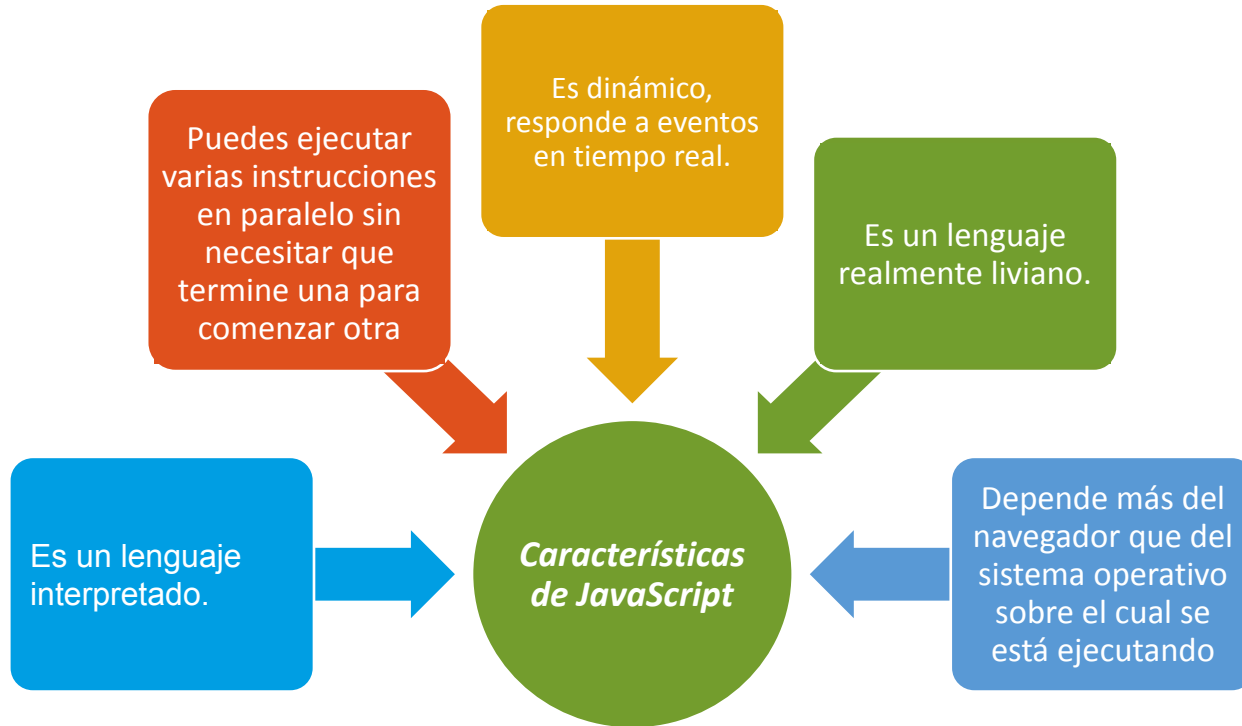 Es un lenguaje
interpretado.
Puedes ejecutar
varias instrucciones
en paralelo sin
necesitar que
termine una para
comenzar otra
Es dinámico,
responde a eventos
en tiempo real.
Es un lenguaje
realmente liviano.
Depende más del
navegador que del
sistema operativo
sobre el cual se
está ejecutando
Característícas
de JavaScript